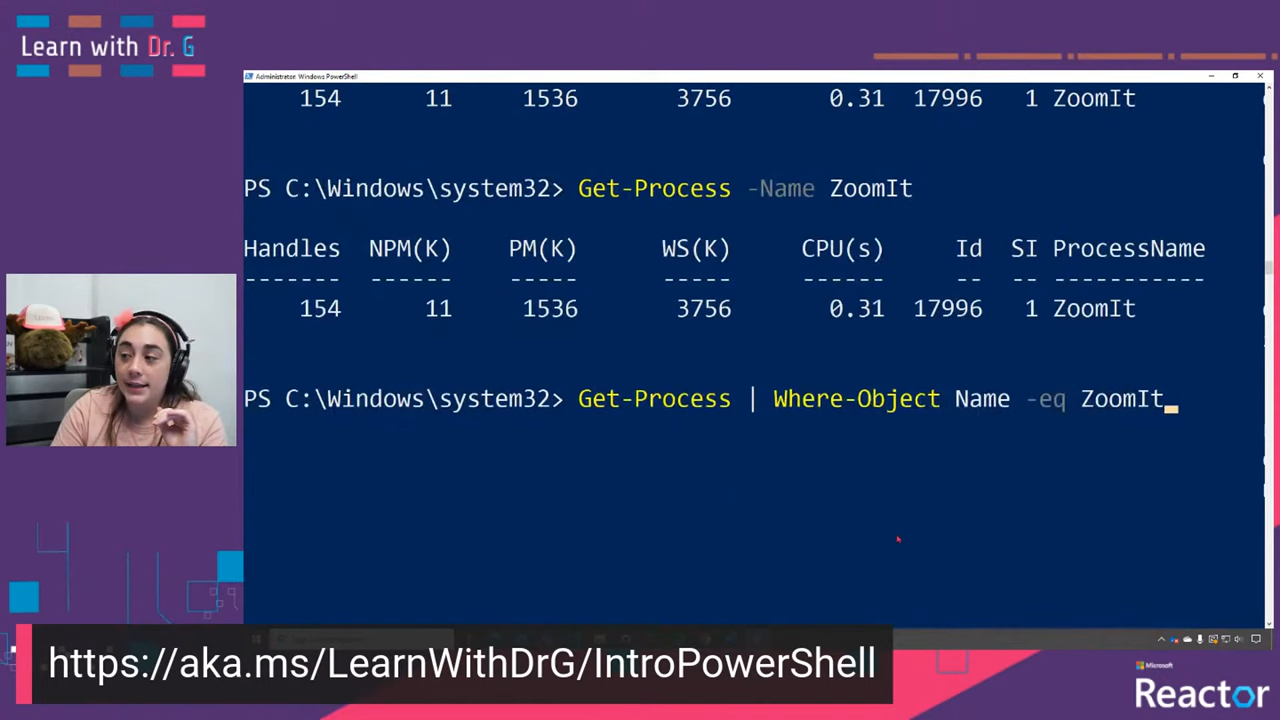 Learn with Dr. G
Administrator: Windows PowerShell
154 11 1536 3756 0.31 17996 1 ZoomIt
PS C:\Windows\system32> Get-Process -Name ZoomIt
Handles NPM(K) PM(K) WS(K) CPU(s) Id SI ProcessName
------- ------ ----- ----- ------ -- -- -----------
154 11 1536 3756 0.31 17996 1 ZoomIt
PS C:\Windows\system32> Get-Process | Where-Object Name -eq ZoomIt
https://aka.ms/LearnWithDrG/IntroPowerShell
Microsoft
Reactor